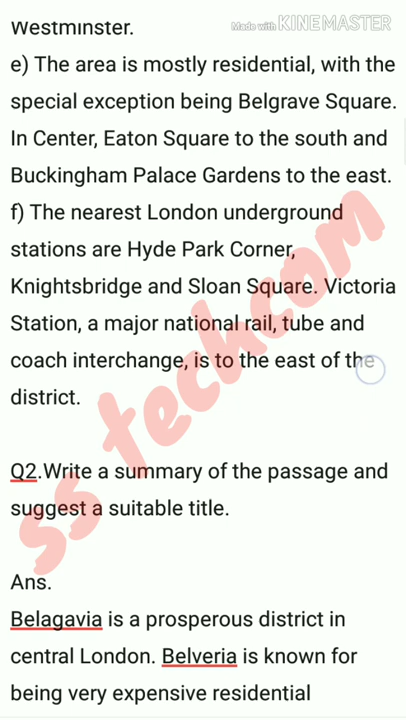 Westminster.
Made with KINEMASTER
e) The area is mostly residential, with the
special exception being Belgrave Square.
In Center, Eaton Square to the south and
Buckingham Palace Gardens to the east.
f) The nearest London underground
stations are Hyde Park Corner,
Knightsbridge and Sloan Square. Victoria
Station, a major national rail, tube and
coach interchange, is to the east of the
district.
ss techcom
Q2.Write a summary of the passage and
suggest a suitable title.
Ans.
Belagavia is a prosperous district in
central London. Belveria is known for
being very expensive residential